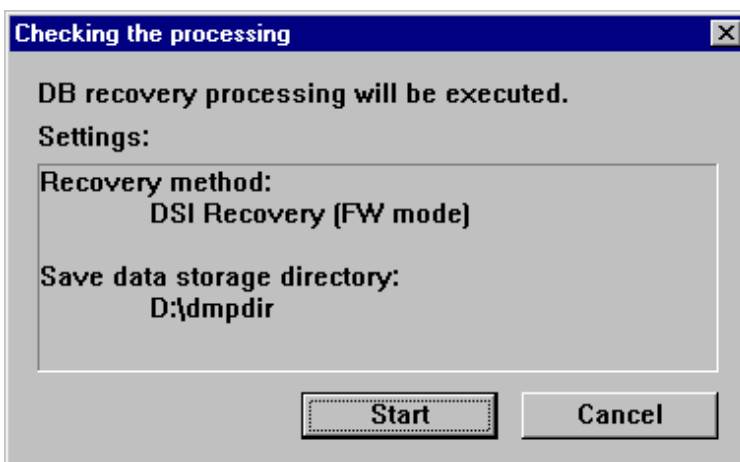 Checking the processing
DB recovery processing will be executed.
Settings:
Recovery method:
DSI Recovery (FW mode)
Save data storage directory:
D:\dmpdir
Start Cancel